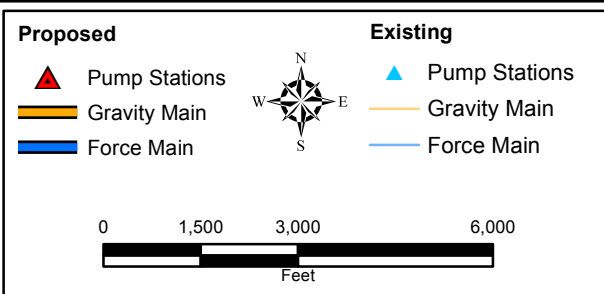 Proposed
Pump Stations
Gravity Main
Force Main
N
W
E
S
Existing
Pump Stations
Gravity Main
Force Main
0 1,500 3,000 6,000
Feet